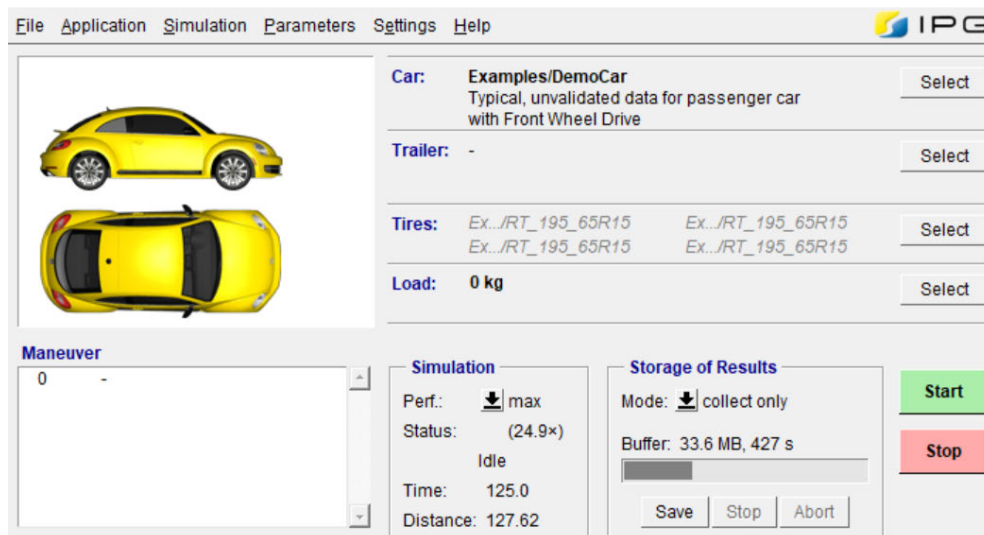 File Application Simulation Parameters Settings Help IPG
Car: Examples/DemoCar Select
Typical, unvalidated data for passenger car
with Front Wheel Drive
Trailer: - Select
Tires: Ex.../RT_195_65R15 Ex.../RT_195_65R15 Select
Ex.../RT_195_65R15 Ex.../RT_195_65R15
Load: 0 kg Select
Maneuver
0 -
Simulation
Perf.: max
Status: (24.9×)
Idle
Time: 125.0
Distance: 127.62
Storage of Results
Mode: collect only
Buffer: 33.6 MB, 427 s
Save Stop Abort
Start
Stop